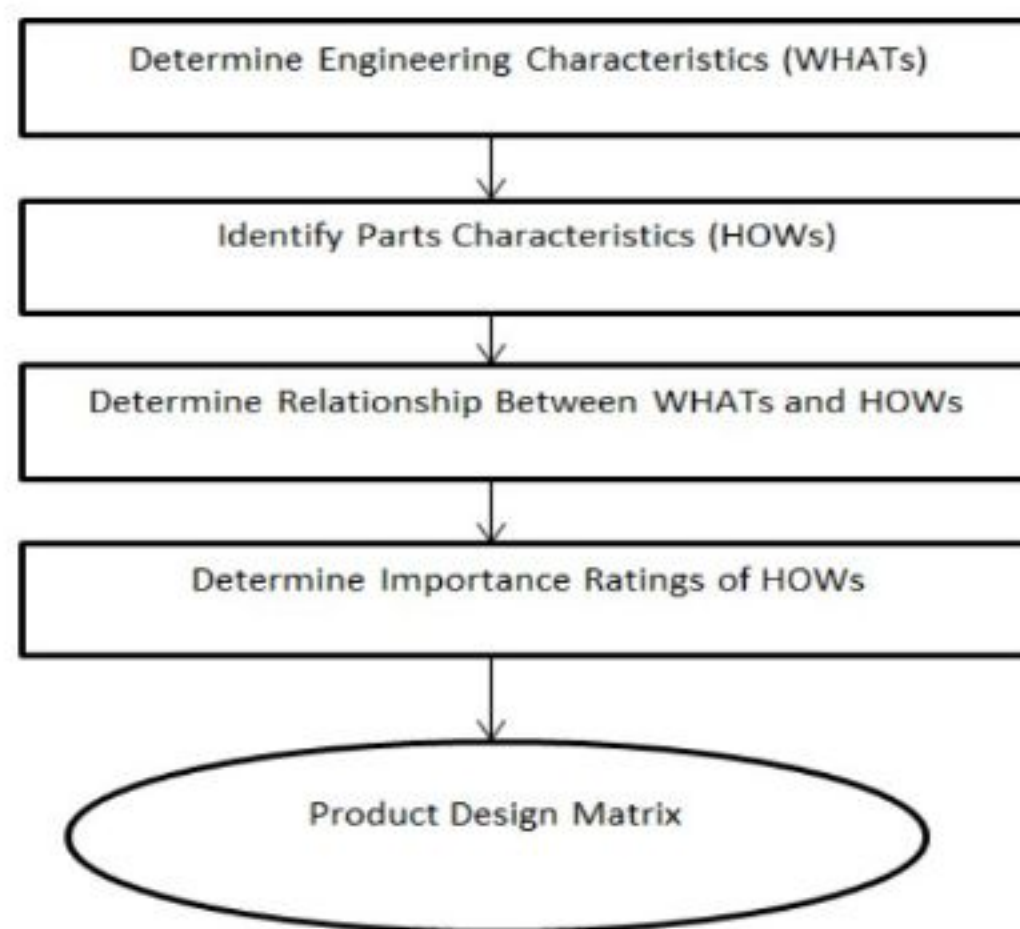 Determine Engineering Characteristics (WHATs)
Identify Parts Characteristics (HOWs)
Determine Relationship Between WHATs and HOWs
Determine Importance Ratings of HOWs
Product Design Matrix